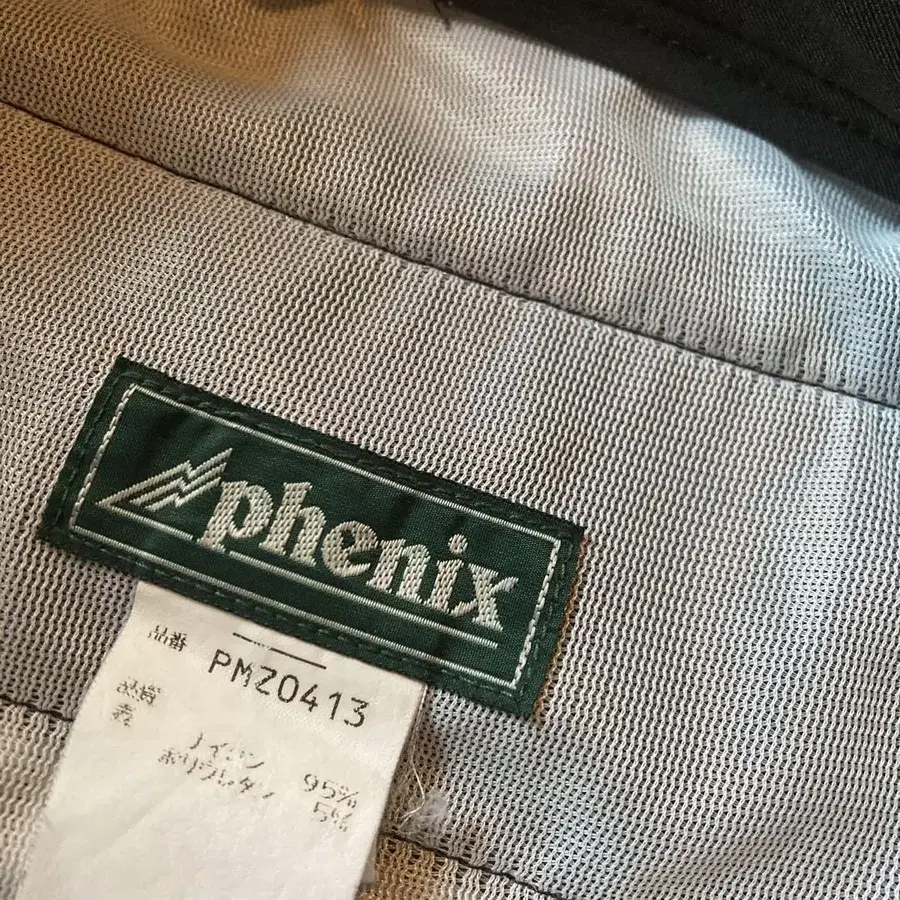 phenix
品番 PMZ0413
品質
表
ナイロン 95%
ポリウレタン 5%